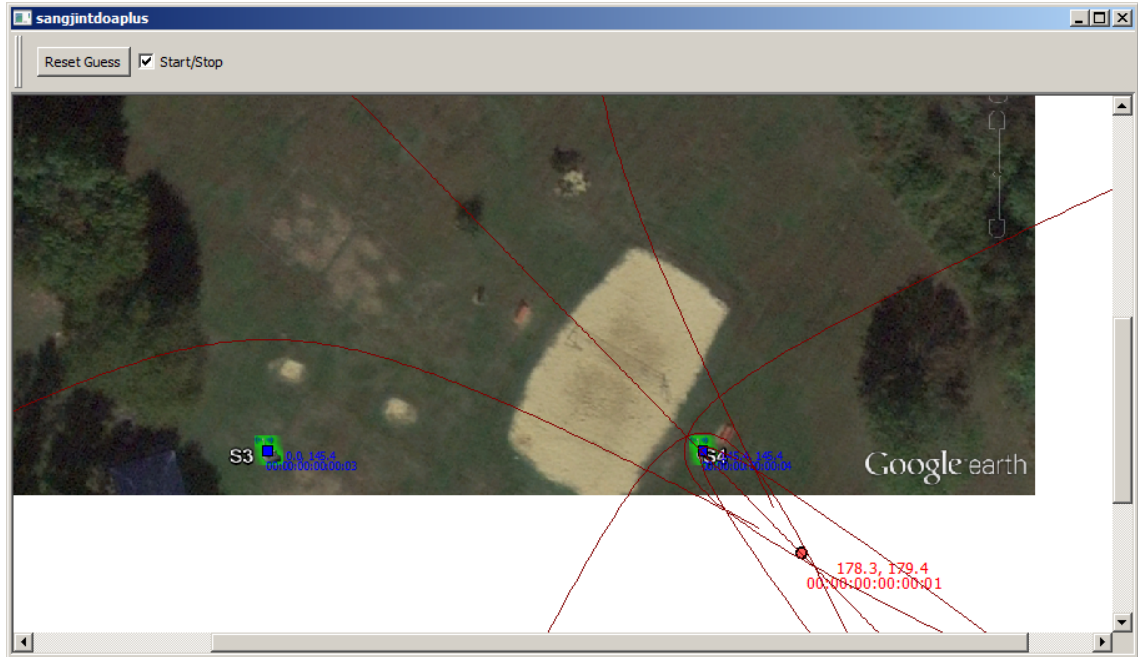 sangjintdoaplus
Reset Guess
Start/Stop
S3
0.0, 145.4
00:00:00:00:00:03
S4
145.4, 145.4
00:00:00:00:00:04
Google earth
178.3, 179.4
00:00:00:00:00:01